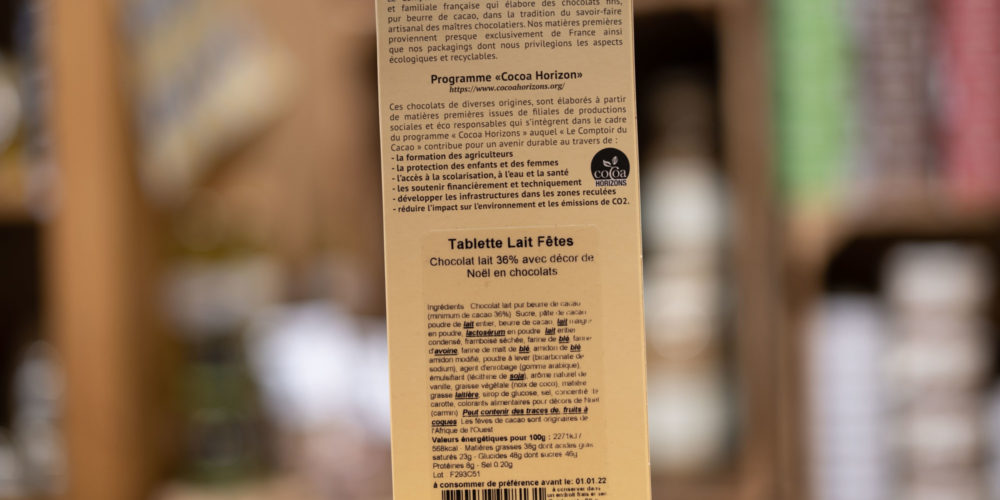 et familiale française qui élabore des chocolats fins,
pur beurre de cacao, dans la tradition du savoir-faire
artisanal des maîtres chocolatiers. Nos matières premières
proviennent presque exclusivement de France ainsi
que nos packagings dont nous privilegions les aspects
écologiques et recyclables.
Programme «Cocoa Horizon»
https://www.cocoahorizons.org/
Ces chocolats de diverses origines, sont élaborés à partir
de matières premières issues de filiales de productions
sociales et éco responsables qui s'intègrent dans le cadre
du programme « Cocoa Horizons » auquel « Le Comptoir du
Cacao » contribue pour un avenir durable au travers de :
- la formation des agriculteurs
- la protection des enfants et des femmes
- l'accès à la scolarisation, à l'eau et la santé
- les soutenir financièrement et techniquement
- développer les infrastructures dans les zones reculées
- réduire l'impact sur l'environnement et les émissions de CO2.
cocoa
HORIZONS
Tablette Lait Fêtes
Chocolat lait 36% avec décor de
Noël en chocolats
Ingrédients Chocolat lait pur beurre de cacao
(minimum de cacao 36%) Sucre, pâte de cacao
poudre de lait entier, beurre de cacao, lait maigre
en poudre, lactosérum en poudre lait entier
condensé, framboise séchée, farine de blé, farine
d'avoine, farine de malt de blé, amidon de blé
amidon modifié, poudre à lever (bicarbonate de
sodium), agent d'enrobage (gomme arabique),
émulsifiant (lécithine de soja), arôme naturel de
vanille, graisse végétale (noix de coco), matière
grasse laitière, sirop de glucose, sel, concentré de
carotte, colorants alimentaires pour décors de Noël
(carmin) Peut contenir des traces de, fruits à
coques Les fèves de cacao sont originaires de
l'Afrique de l'Ouest
Valeurs énergétiques pour 100g : 2271kJ /
568kcal - Matières grasses 38g dont acides gras
saturés 23g - Glucides 48g dont sucres 46g
Protéines 8g - Sel 0.20g
Lot : F293C51
à consommer de préférence avant le: 01.01.22
à conserver dans
un endroit frais et sec